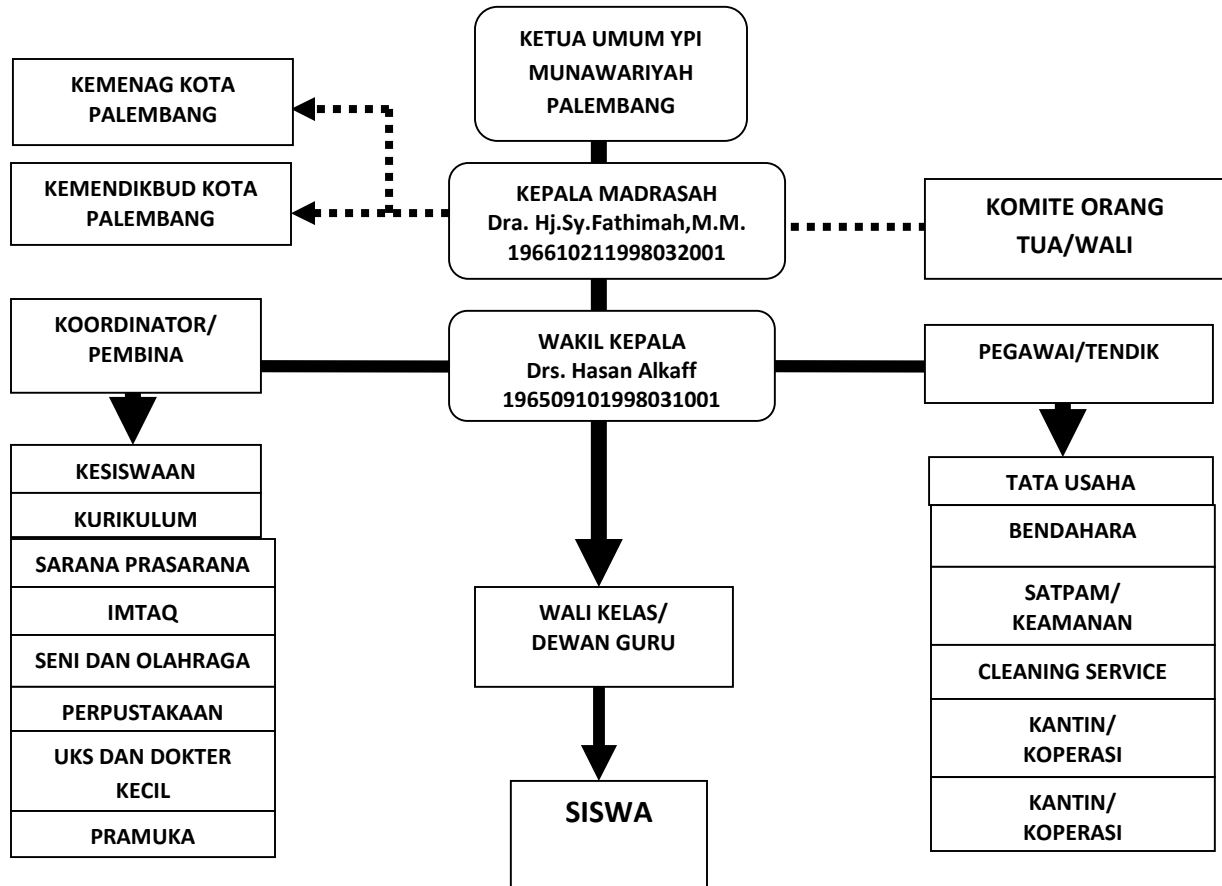 KETUA UMUM YPI
MUNAWARIYAH
PALEMBANG
KEMENAG KOTA
PALEMBANG
KEMENDIKBUD KOTA
PALEMBANG
KEPALA MADRASAH
Dra. Hj.Sy.Fathimah,M.M.
196610211998032001
KOMITE ORANG
TUA/WALI
KOORDINATOR/
PEMBINA
WAKIL KEPALA
Drs. Hasan Alkaff
196509101998031001
PEGAWAI/TENDIK
KESISWAAN
KURIKULUM
SARANA PRASARANA
IMTAQ
SENI DAN OLAHRAGA
PERPUSTAKAAN
UKS DAN DOKTER
KECIL
PRAMUKA
WALI KELAS/
DEWAN GURU
SISWA
TATA USAHA
BENDAHARA
SATPAM/
KEAMANAN
CLEANING SERVICE
KANTIN/
KOPERASI
KANTIN/
KOPERASI